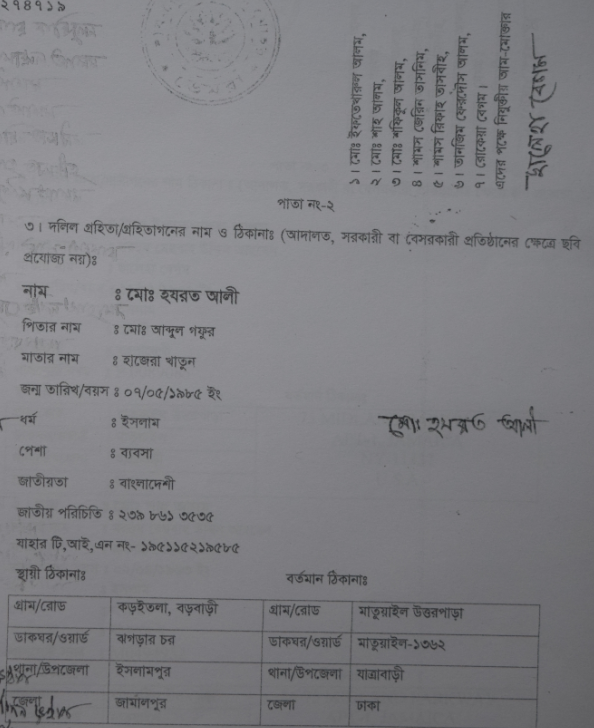 ২৭৪৭১৯
১। মোঃ ইফতেখারুল আলম,
২। মোঃ শাহ আলম,
৩। মোঃ শফিকুল আলম,
৪। শামস জেরিন তাসনিম,
৫। শামস রিফাহ তাসবীহ,
৬। তানজিম ফেরদৌস আলম,
৭। রোকেয়া বেগম।
এদের পক্ষে নিযুক্তীয় আম-মোক্তার
পাতা নং-২
৩। দলিল গ্রহিতা/গ্রহিতাগনের নাম ও ঠিকানাঃ (আদালত, সরকারী বা বেসরকারী প্রতিষ্ঠানের ক্ষেত্রে ছবি
প্রযোজ্য নয়)ঃ
নাম ঃ মোঃ হযরত আলী
পিতার নাম ঃ মোঃ আব্দুল গফুর
মাতার নাম ঃ হাজেরা খাতুন
জন্ম তারিখ/বয়স ঃ ০৭/০৫/১৯৮৫ ইং
ধর্ম ঃ ইসলাম
মোঃ হযরত আলী
পেশা ঃ ব্যবসা
জাতীয়তা ঃ বাংলাদেশী
জাতীয় পরিচিতি ঃ ২৩৯ ৮৬১ ৩৫৩৫
যাহার টি,আই,এন নং- ১৯৫১১৫২১৯৫৮৫
স্থায়ী ঠিকানাঃ বর্তমান ঠিকানাঃ
গ্রাম/রোড কড়ইতলা, বড়বাড়ী গ্রাম/রোড মাতুয়াইল উত্তরপাড়া
ডাকঘর/ওয়ার্ড ঝগড়ার চর ডাকঘর/ওয়ার্ড মাতুয়াইল-১৩৬২
থানা/উপজেলা ইসলামপুর থানা/উপজেলা যাত্রাবাড়ী
জেলা জামালপুর জেলা ঢাকা